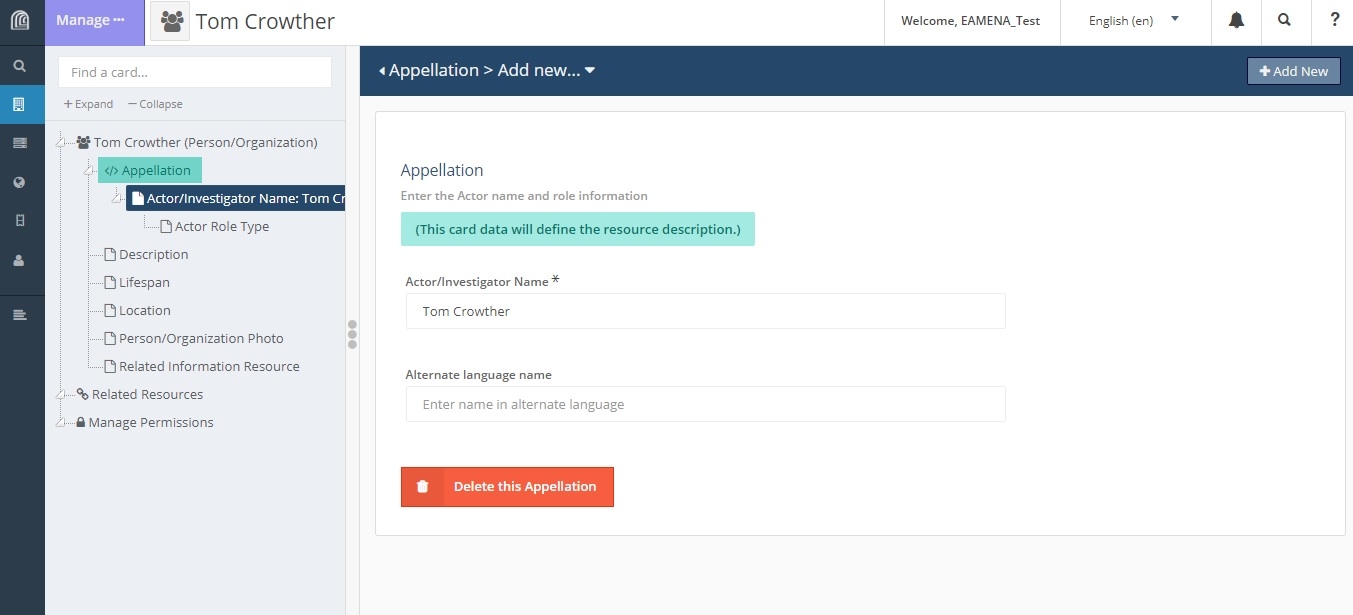 Manage
Tom Crowther
Welcome, EAMENA_Test
English (en)
?
Find a card...
Expand
Collapse
Appellation > Add new...
Add New
Tom Crowther (Person/Organization)
</> Appellation
Actor/Investigator Name: Tom Cr
Actor Role Type
Description
Lifespan
Location
Person/Organization Photo
Related Information Resource
Related Resources
Manage Permissions
Appellation
Enter the Actor name and role information
(This card data will define the resource description.)
Actor/Investigator Name *
Tom Crowther
Alternate language name
Enter name in alternate language
Delete this Appellation